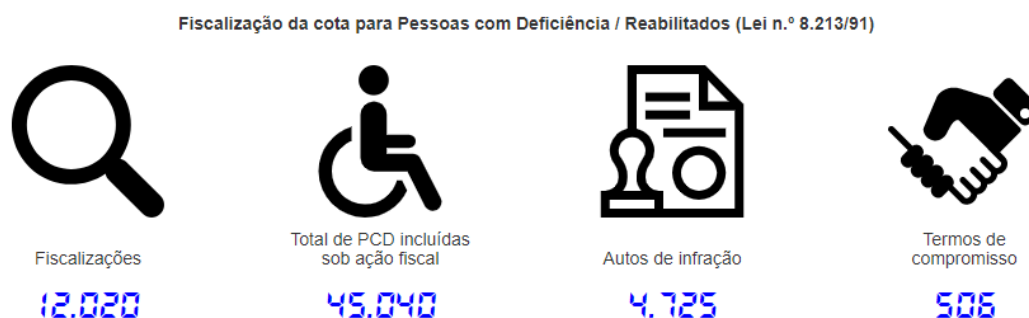 Fiscalização da cota para Pessoas com Deficiência / Reabilitados (Lei n.º 8.213/91)
Fiscalizações
12.020
Total de PCD incluídas
sob ação fiscal
45.040
Autos de infração
4.725
Termos de
compromisso
506